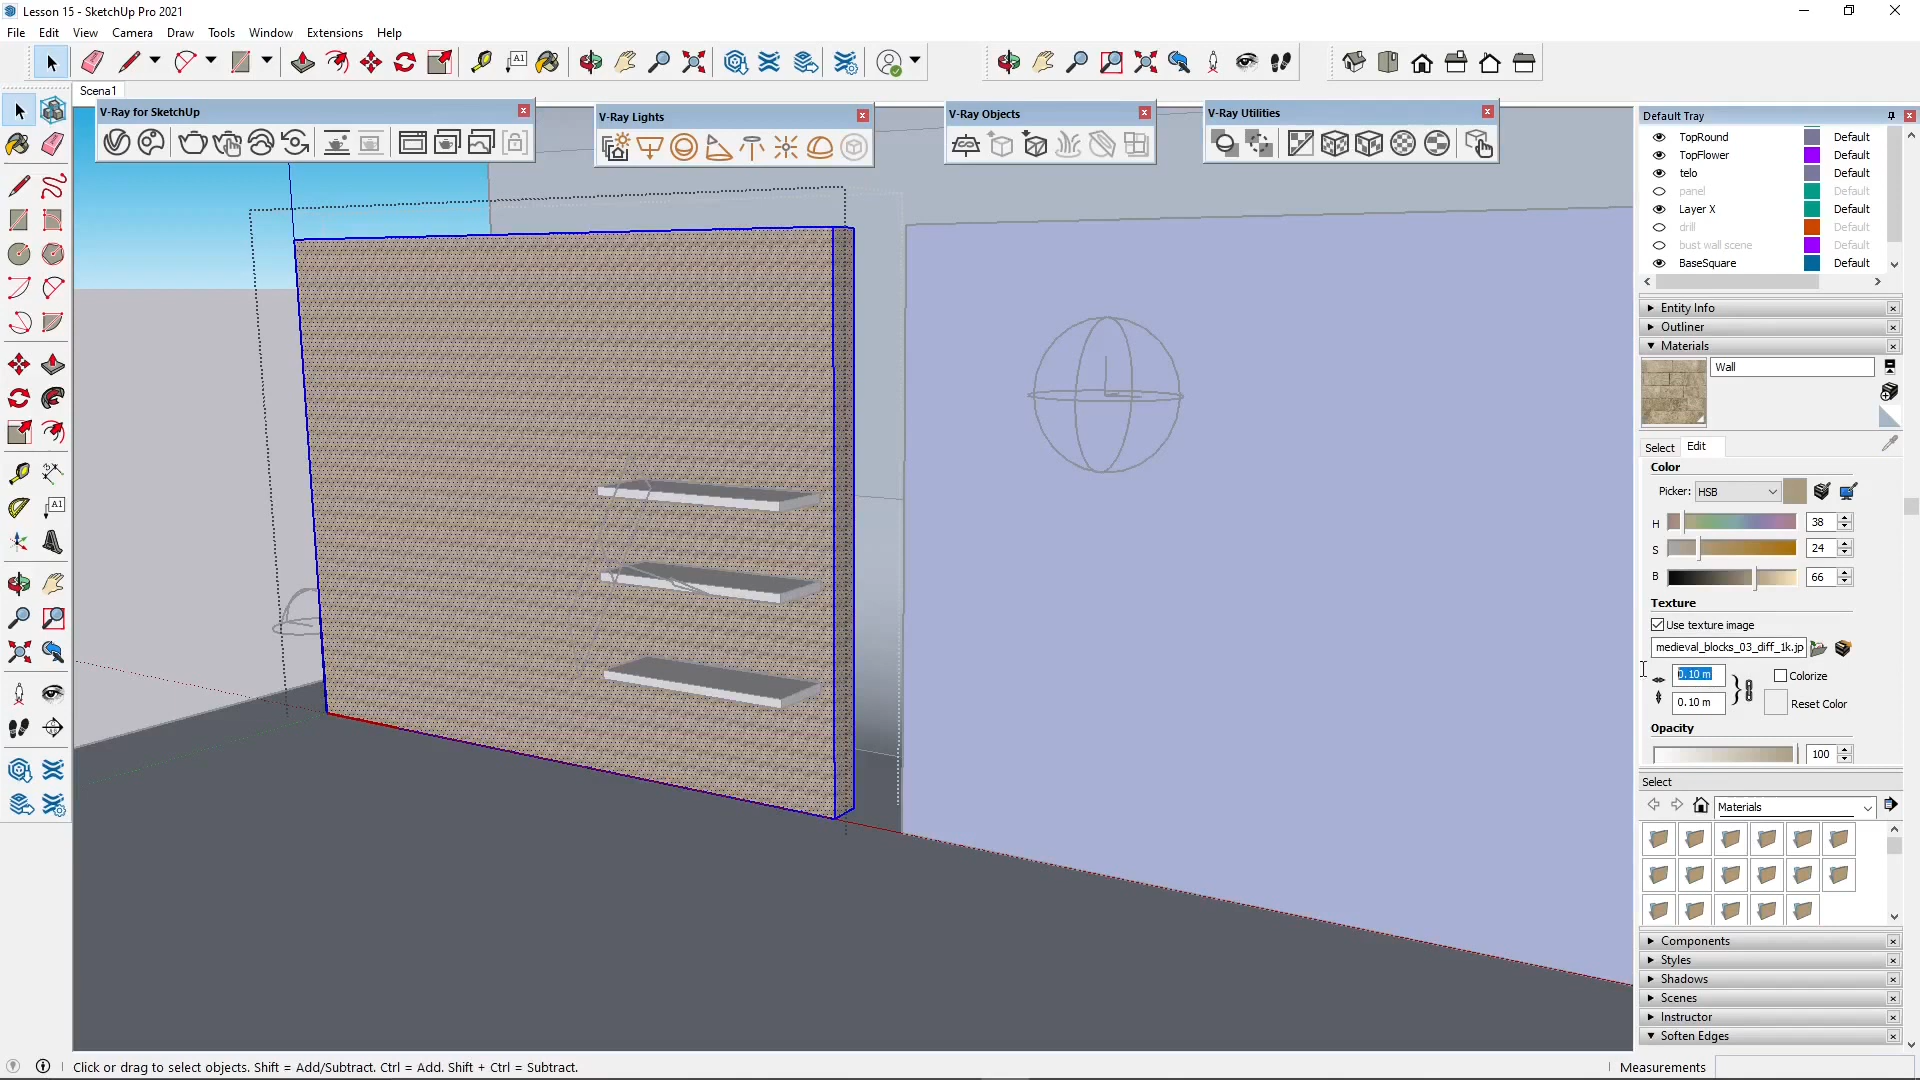 Lesson 15 - SketchUp Pro 2021
File Edit View Camera Draw Tools Window Extensions Help
A1
Scena1
V-Ray for SketchUp
V-Ray Lights
V-Ray Objects
V-Ray Utilities
Default Tray
TopRound Default
TopFlower Default
telo Default
panel Default
Layer X Default
drill Default
bust wall scene Default
BaseSquare Default
Entity Info
Outliner
Materials
Wall
Select Edit
Color
Picker: HSB
H 38
S 24
B 66
Texture
Use texture image
medieval_blocks_03_diff_1k.jp
0.10 m Colorize
0.10 m Reset Color
Opacity
100
Select
Materials
Components
Styles
Shadows
Scenes
Instructor
Soften Edges
A1
Click or drag to select objects. Shift = Add/Subtract. Ctrl = Add. Shift + Ctrl = Subtract.
Measurements